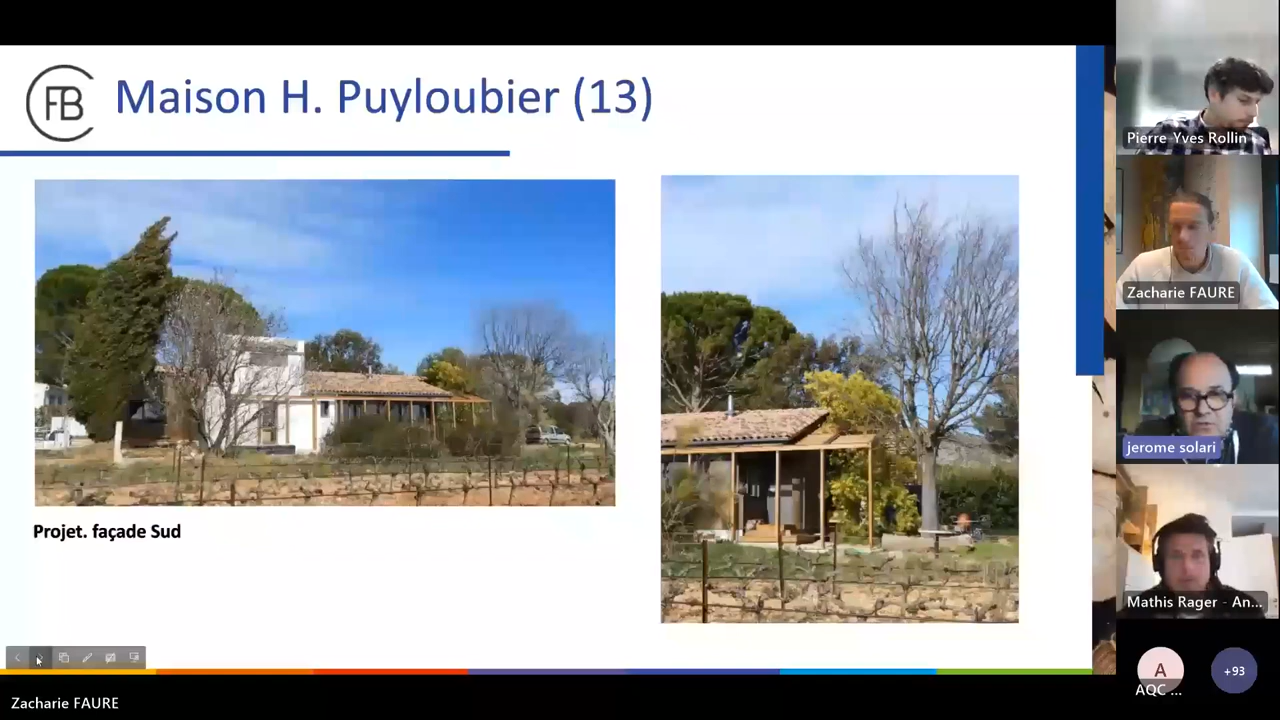 FB
Maison H. Puyloubier (13)
Projet. façade Sud
Pierre-Yves Rollin
Zacharie FAURE
jerome solari
Mathis Rager - An...
A
AQC ...
+93
Zacharie FAURE